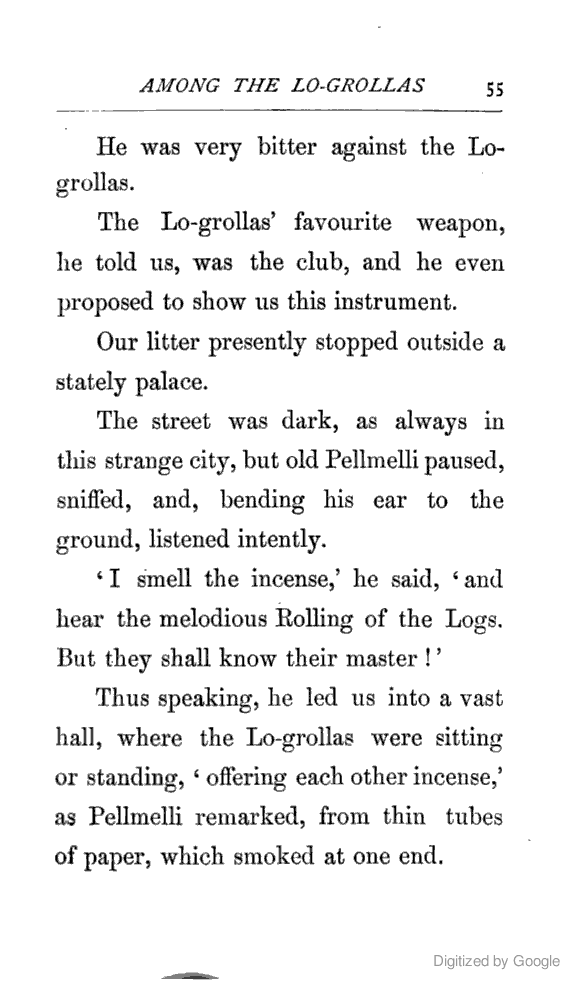 AMONG THE LO-GROLLAS 55
He was very bitter against the Lo-
grollas.
The Lo-grollas’ favourite weapon,
he told us, was the club, and he even
proposed to show us this instrument.
Our litter presently stopped outside a
stately palace.
The street was dark, as always in
this strange city, but old Pellmelli paused,
sniffed, and, bending his ear to the
ground, listened intently.
‘ I smell the incense,’ he said, ‘ and
hear the melodious Rolling of the Logs.
But they shall know their master ! ’
Thus speaking, he led us into a vast
hall, where the Lo-grollas were sitting
or standing, ‘ offering each other incense,’
as Pellmelli remarked, from thin tubes
of paper, which smoked at one end.
Digitized by Google